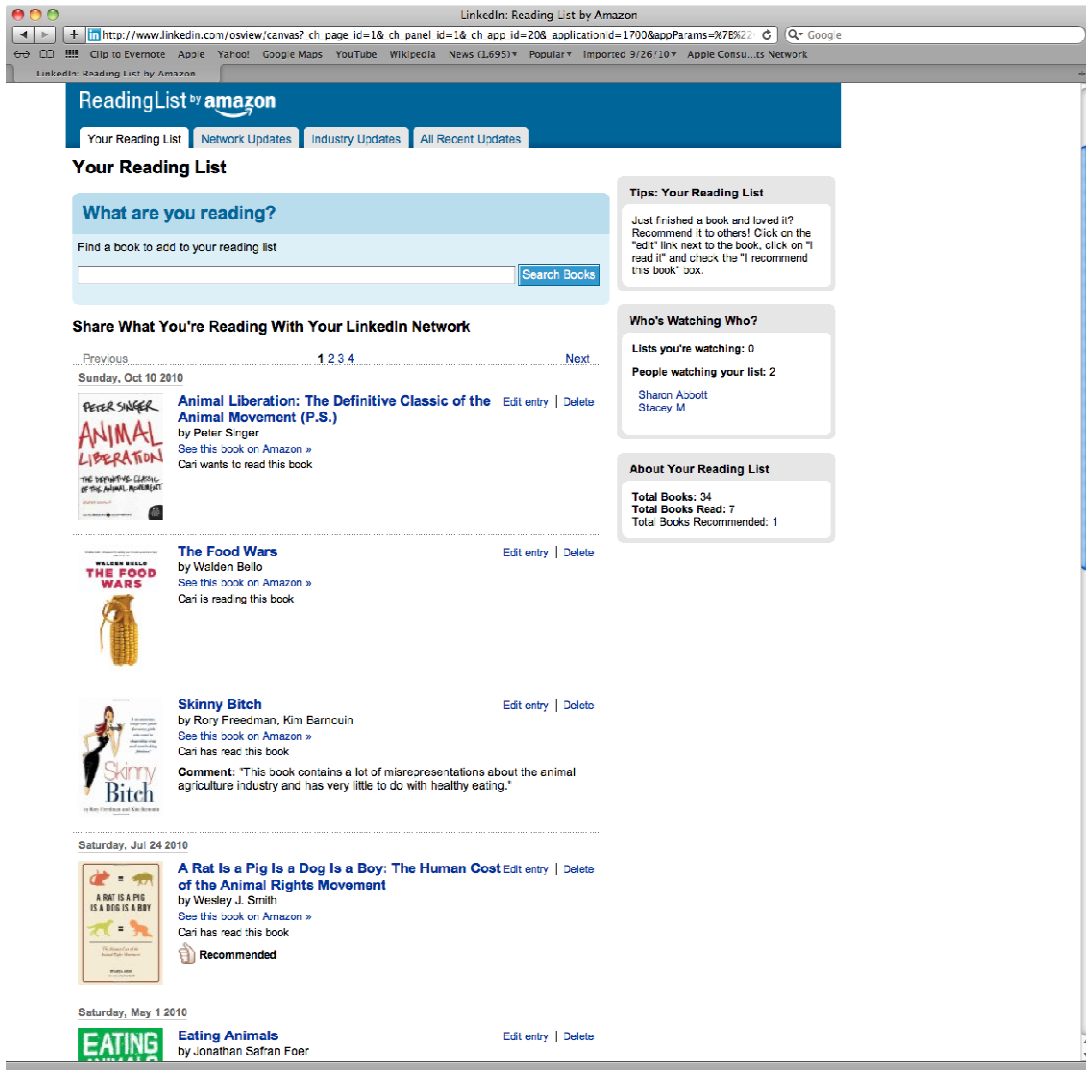 LinkedIn: Reading List by Amazon
http://www.linkedin.com/osview/canvas?_ch_page_id=1&_ch_panel_id=1&_ch_app_id=20&_applicationId=1700&appParams=%7B%22
Google
Clip to Evernote Apple Yahoo! Google Maps YouTube Wikipedia News (1,695) Popular Imported 9/26/10 Apple Consu...ts Network
LinkedIn: Reading List by Amazon
ReadingList by amazon
Your Reading List Network Updates Industry Updates All Recent Updates
Your Reading List
What are you reading?
Find a book to add to your reading list
Search Books
Share What You're Reading With Your LinkedIn Network
Previous 1 2 3 4 Next
Sunday, Oct 10 2010
PETER SINGER
ANIMAL
LIBERATION
THE DEFINITIVE CLASSIC
OF THE ANIMAL MOVEMENT
Animal Liberation: The Definitive Classic of the
Animal Movement (P.S.)
Edit entry | Delete
by Peter Singer
See this book on Amazon »
Cari wants to read this book
WALDEN BELLO
THE FOOD
WARS
The Food Wars
Edit entry | Delete
by Walden Bello
See this book on Amazon »
Cari is reading this book
Skinny
Bitch
by Rory Freedman and Kim Barnouin
Skinny Bitch
Edit entry | Delete
by Rory Freedman, Kim Barnouin
See this book on Amazon »
Cari has read this book
Comment: "This book contains a lot of misrepresentations about the animal
agriculture industry and has very little to do with healthy eating."
Saturday, Jul 24 2010
A RAT IS A PIG
IS A DOG IS A BOY
A Rat Is a Pig Is a Dog Is a Boy: The Human Cost
of the Animal Rights Movement
Edit entry | Delete
by Wesley J. Smith
See this book on Amazon »
Cari has read this book
Recommended
Saturday, May 1 2010
EATING
ANIMALS
Eating Animals
Edit entry | Delete
by Jonathan Safran Foer
Tips: Your Reading List
Just finished a book and loved it?
Recommend it to others! Click on the
"edit" link next to the book, click on "I
read it" and check the "I recommend
this book" box.
Who's Watching Who?
Lists you're watching: 0
People watching your list: 2
Sharon Abbott
Stacey M
About Your Reading List
Total Books: 34
Total Books Read: 7
Total Books Recommended: 1